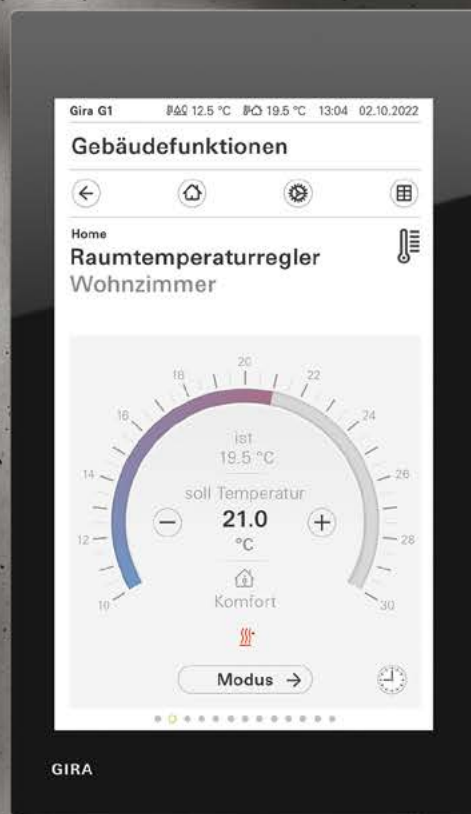 Gira G1 12.5 °C 19.5 °C 13:04 02.10.2022
Gebäudefunktionen
Home
Raumtemperaturregler
Wohnzimmer
10
12
14
16
18
20
22
24
26
28
30
ist
19.5 °C
soll Temperatur
21.0
°C
Komfort
Modus
GIRA